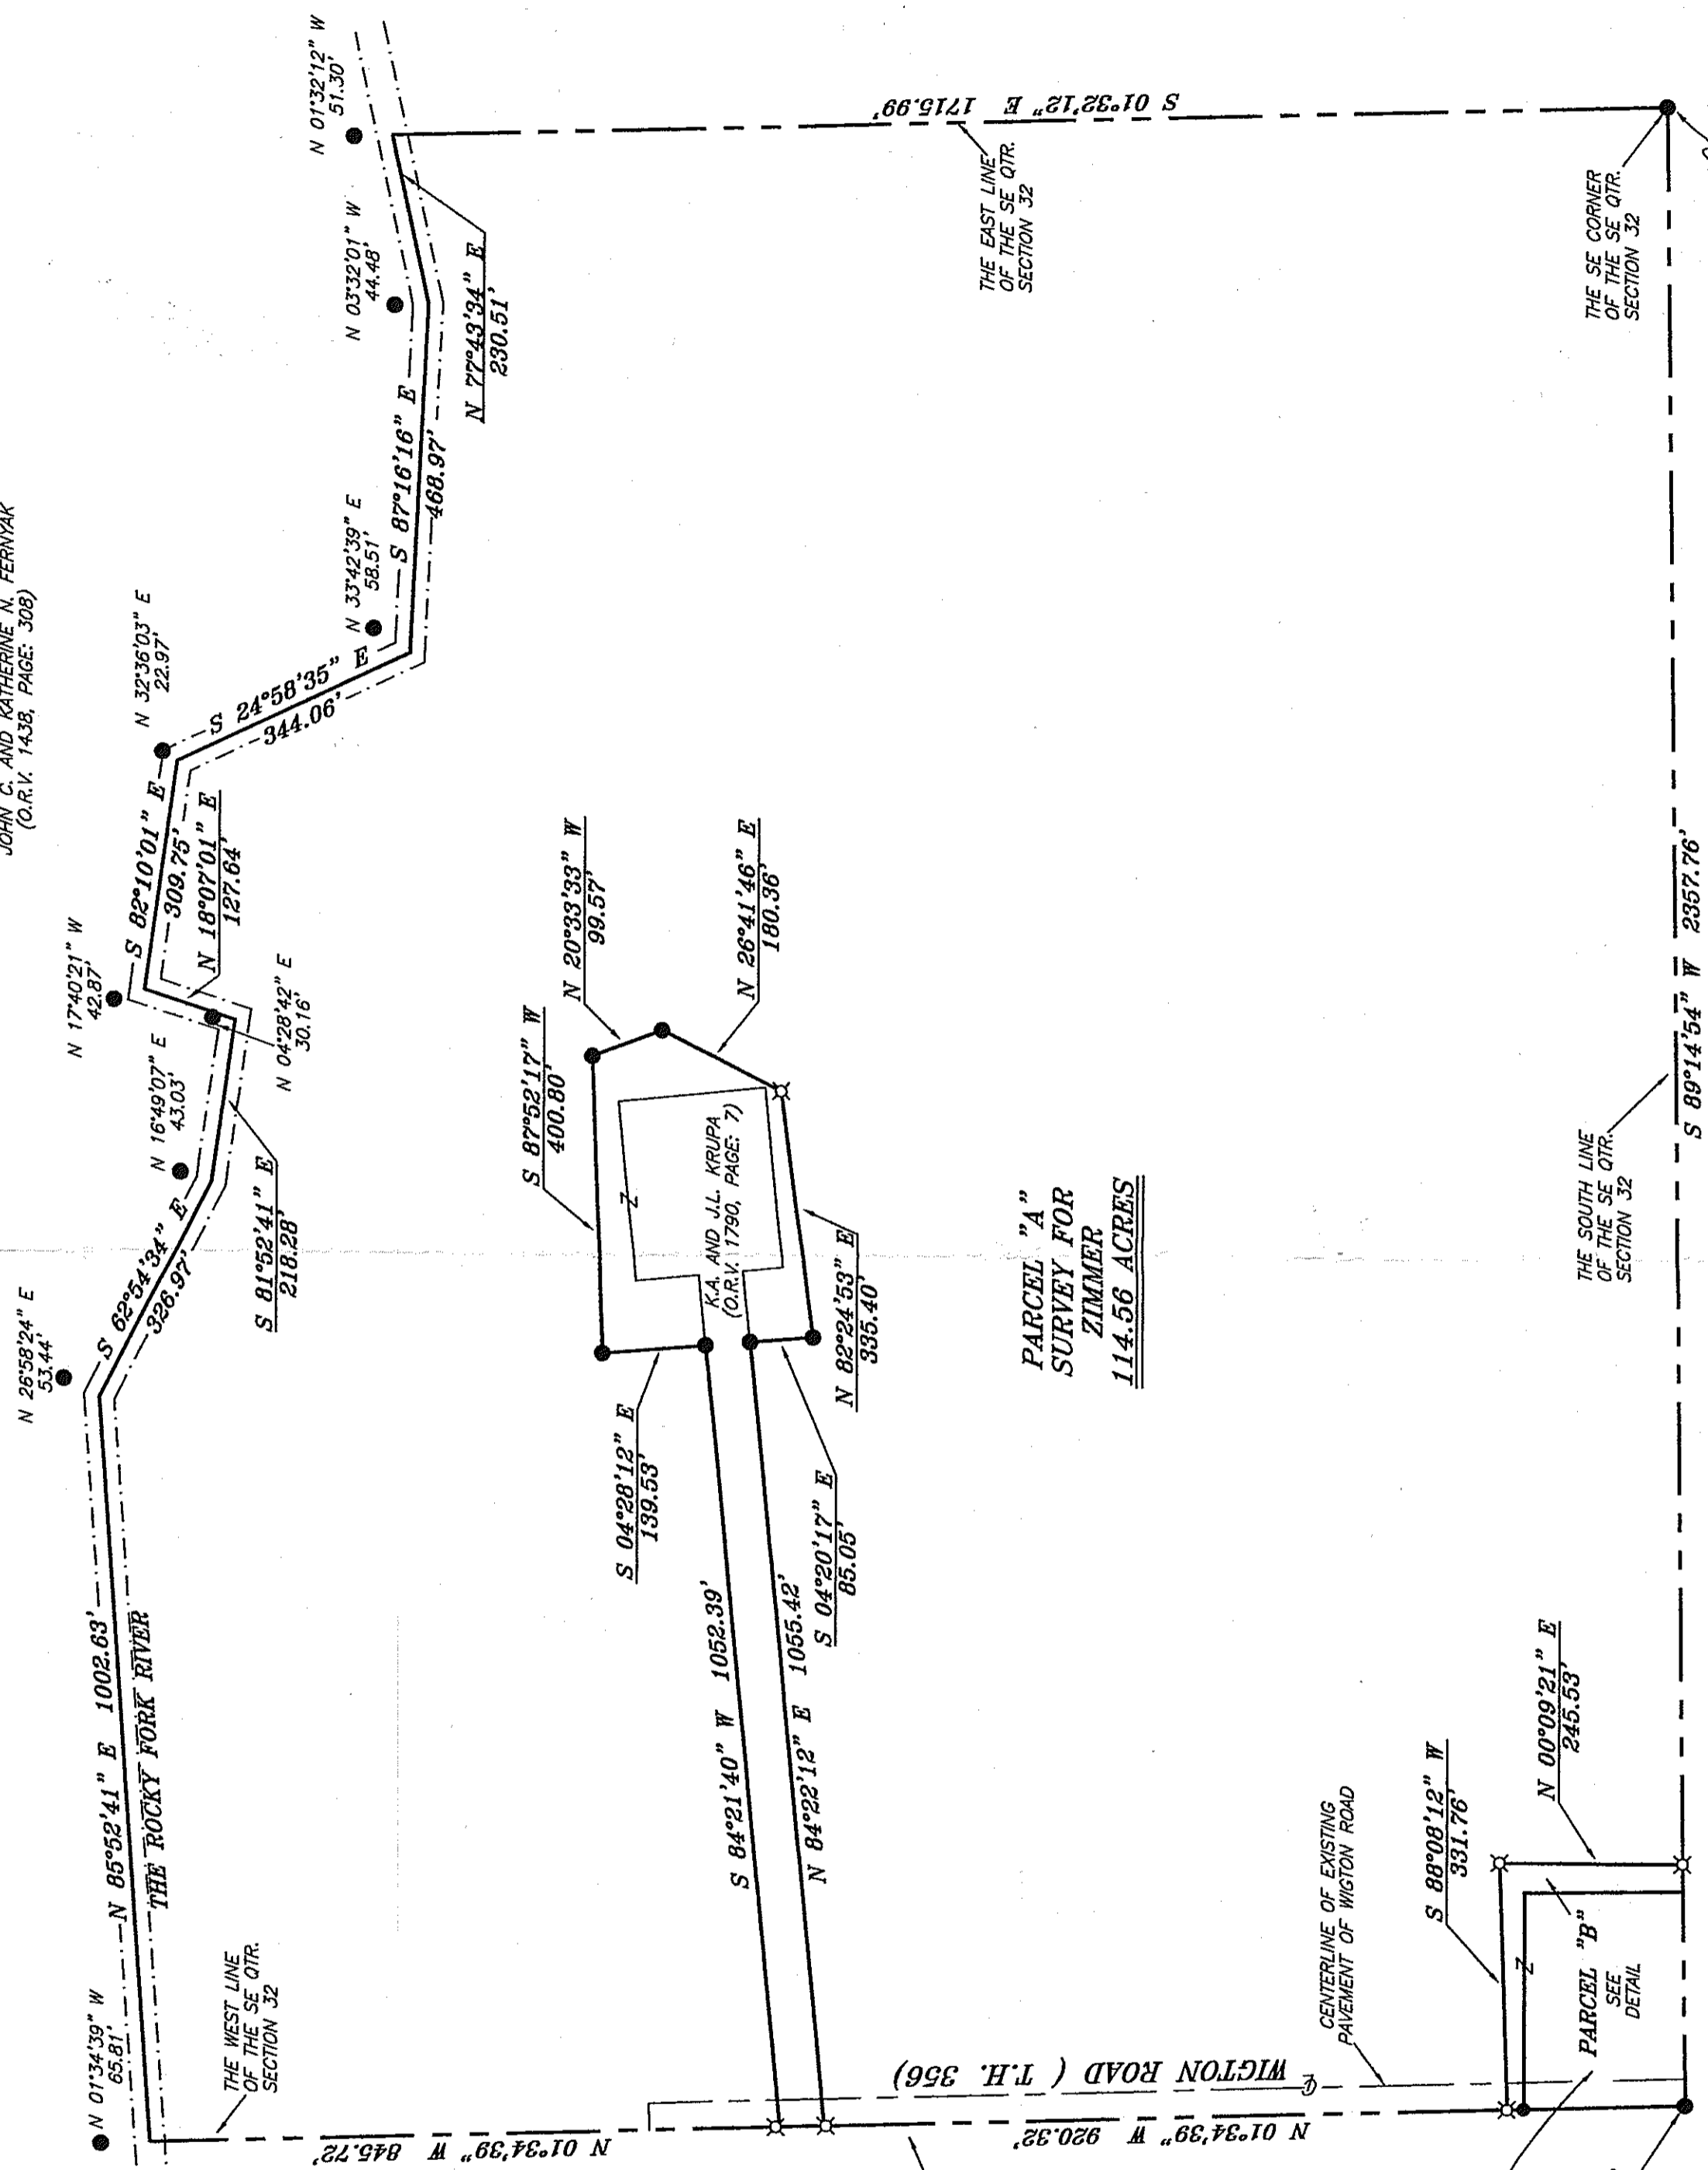 JOHN C. AND KATHERINE N. FERNYAK
(O.R.V. 1438, PAGE: 308)
N 01°34'39" W
65.81'
N 85°52'41" E 1002.63'
THE ROCKY FORK RIVER
THE WEST LINE
OF THE SE QTR.
SECTION 32
N 26°58'24" E
53.44'
S 62°54'34" E
326.97'
N 16°49'07" E
43.03'
S 81°52'41" E
218.28'
N 04°28'42" E
30.16'
N 17°40'21" W
42.87'
N 18°07'01" E
127.64'
S 82°10'01" E
309.75'
N 32°36'03" E
22.97'
S 24°58'35" E
344.06'
N 33°42'39" E
58.51'
S 87°16'16" E
468.97'
N 03°32'01" W
44.48'
N 77°43'34" E
230.51'
N 01°32'12" W
51.30'
S 01°32'12" E 1715.99'
THE EAST LINE
OF THE SE QTR.
SECTION 32
THE SE CORNER
OF THE SE QTR.
SECTION 32
S 87°52'17" W
400.80'
N 20°33'33" W
99.57'
N 26°41'46" E
180.36'
K.A. AND J.L. KRUPA
(O.R.V. 1790, PAGE: 7)
Z
N 82°24'53" E
335.40'
S 04°28'12" E
139.53'
S 04°20'17" E
85.05'
S 84°21'40" W 1052.39'
N 84°22'12" E 1055.42'
PARCEL "A"
SURVEY FOR
ZIMMER
114.56 ACRES
N 01°34'39" W 845.72'
WIGTON ROAD ( T.H. 356)
N 01°34'39" W 920.32'
CENTERLINE OF EXISTING
PAVEMENT OF WIGTON ROAD
S 88°08'12" W
331.76'
N 00°09'21" E
245.53'
Z
PARCEL "B"
SEE
DETAIL
THE SOUTH LINE
OF THE SE QTR.
SECTION 32
S 89°14'54" W 2357.76'